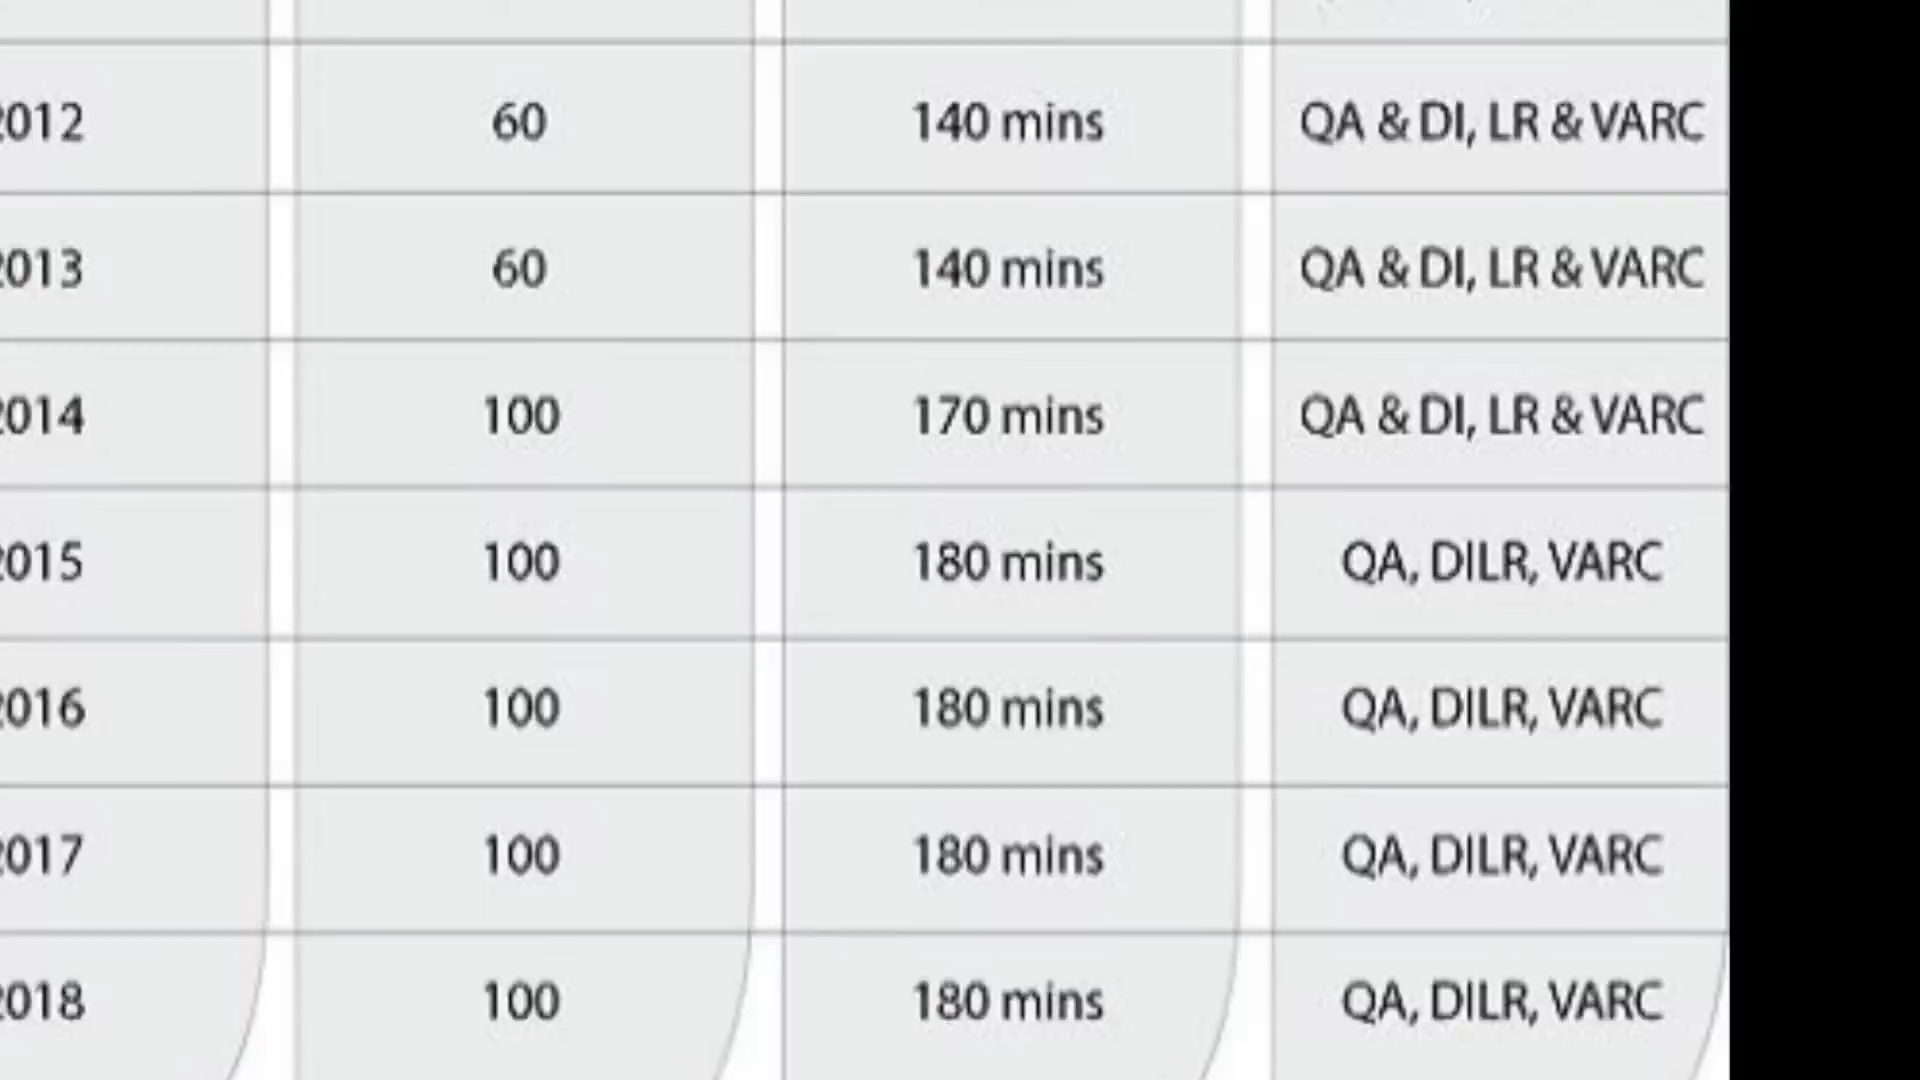 2012 60 140 mins QA & DI, LR & VARC
2013 60 140 mins QA & DI, LR & VARC
2014 100 170 mins QA & DI, LR & VARC
2015 100 180 mins QA, DILR, VARC
2016 100 180 mins QA, DILR, VARC
2017 100 180 mins QA, DILR, VARC
2018 100 180 mins QA, DILR, VARC